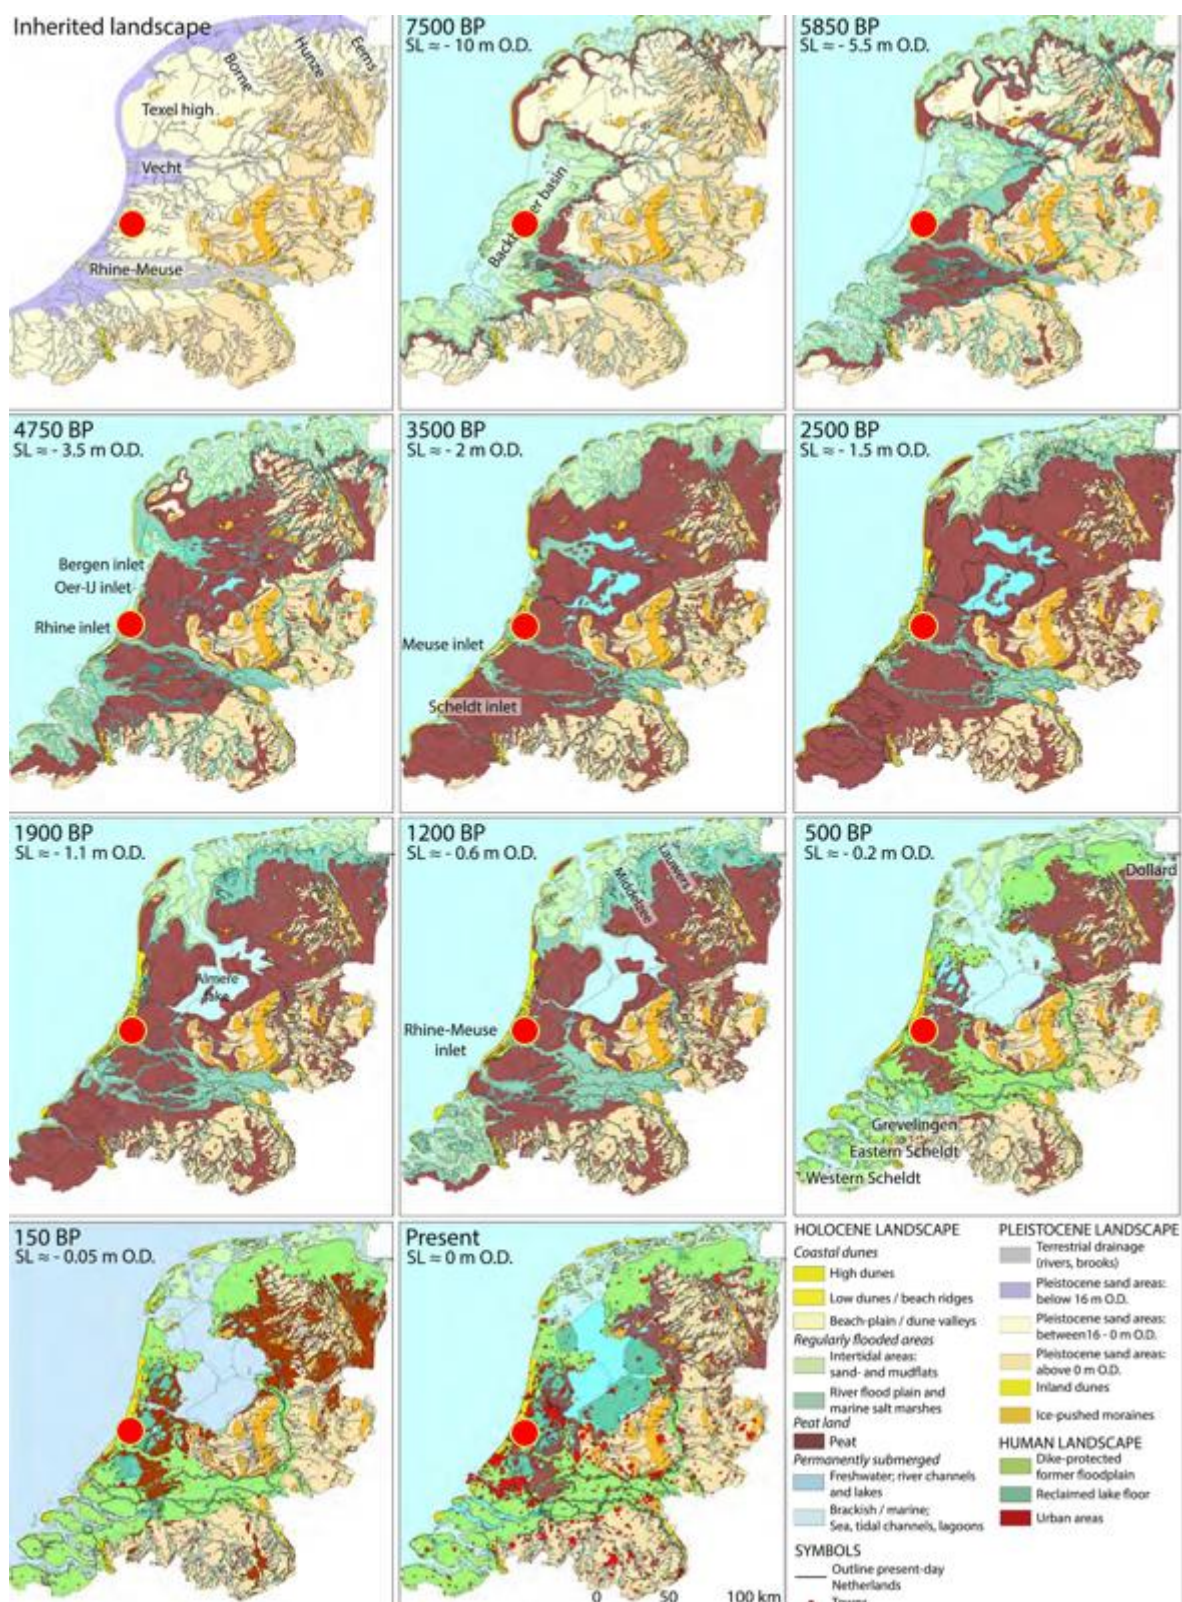 Inherited landscape
Borne
Hunze
Eems
Texel high
Vecht
Rhine-Meuse
7500 BP
SL ≈ - 10 m O.D.
er basin
5850 BP
SL ≈ - 5.5 m O.D.
4750 BP
SL ≈ - 3.5 m O.D.
Bergen inlet
Oer-IJ inlet
Rhine inlet
3500 BP
SL ≈ - 2 m O.D.
Meuse inlet
Scheldt inlet
2500 BP
SL ≈ - 1.5 m O.D.
1900 BP
SL ≈ - 1.1 m O.D.
Almere
lake
1200 BP
SL ≈ - 0.6 m O.D.
Middelzee
Lauwers
Rhine-Meuse
inlet
500 BP
SL ≈ - 0.2 m O.D.
Dollard
Grevelingen
Eastern Scheldt
Western Scheldt
150 BP
SL ≈ - 0.05 m O.D.
Present
SL ≈ 0 m O.D.
0 50 100 km
HOLOCENE LANDSCAPE
Coastal dunes
High dunes
Low dunes / beach ridges
Beach-plain / dune valleys
Regularly flooded areas
Intertidal areas:
sand- and mudflats
River flood plain and
marine salt marshes
Peat land
Peat
Permanently submerged
Freshwater; river channels
and lakes
Brackish / marine;
Sea, tidal channels, lagoons
SYMBOLS
Outline present-day
Netherlands
PLEISTOCENE LANDSCAPE
Terrestrial drainage
(rivers, brooks)
Pleistocene sand areas:
below 16 m O.D.
Pleistocene sand areas:
between16 - 0 m O.D.
Pleistocene sand areas:
above 0 m O.D.
Inland dunes
Ice-pushed moraines
HUMAN LANDSCAPE
Dike-protected
former floodplain
Reclaimed lake floor
Urban areas